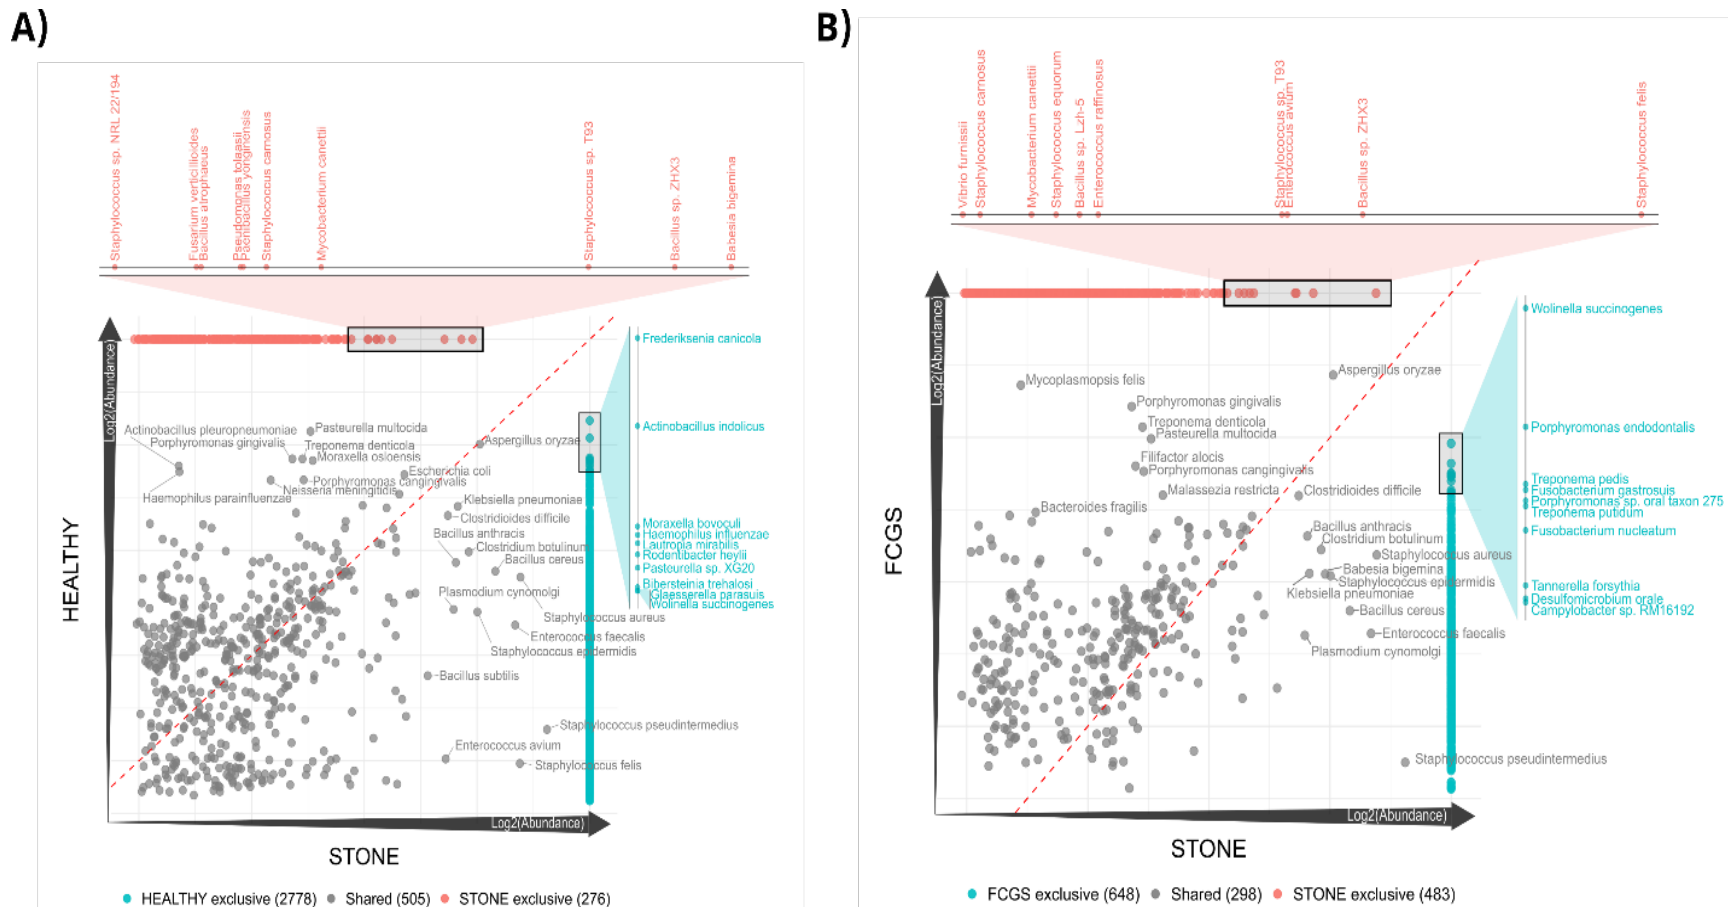 A)
Staphylococcus sp. NRL 22/194
Fusarium verticillioides
Bacillus atrophaeus
Pseudomonas tolaasii
Paenibacillus yonginensis
Staphylococcus carnosus
Mycobacterium canettii
Staphylococcus sp. T93
Bacillus sp. ZHX3
Babesia bigemina
Log2(Abundance)
HEALTHY
Actinobacillus pleuropneumoniae
Pasteurella multocida
Porphyromonas gingivalis
Treponema denticola
Moraxella osloensis
Aspergillus oryzae
Escherichia coli
Porphyromonas cangingivalis
Neisseria meningitidis
Haemophilus parainfluenzae
Klebsiella pneumoniae
Clostridioides difficile
Bacillus anthracis
Clostridium botulinum
Bacillus cereus
Plasmodium cynomolgi
Staphylococcus aureus
Enterococcus faecalis
Staphylococcus epidermidis
Bacillus subtilis
Staphylococcus pseudintermedius
Enterococcus avium
Staphylococcus felis
Frederiksenia canicola
Actinobacillus indolicus
Moraxella bovoculi
Haemophilus influenzae
Lautropia mirabilis
Rodentibacter heylii
Pasteurella sp. XG20
Bibersteinia trehalosi
Glaesserella parasuis
Wolinella succinogenes
Log2(Abundance)
STONE
HEALTHY exclusive (2778) Shared (505) STONE exclusive (276)
B)
Vibrio furnissii
Staphylococcus carnosus
Mycobacterium canettii
Staphylococcus equorum
Bacillus sp. Lzh-5
Enterococcus raffinosus
Staphylococcus sp. T93
Enterococcus avium
Bacillus sp. ZHX3
Staphylococcus felis
Log2(Abundance)
FCGS
Aspergillus oryzae
Mycoplasmopsis felis
Porphyromonas gingivalis
Treponema denticola
Pasteurella multocida
Filifactor alocis
Porphyromonas cangingivalis
Malassezia restricta
Clostridioides difficile
Bacteroides fragilis
Bacillus anthracis
Clostridium botulinum
Staphylococcus aureus
Babesia bigemina
Staphylococcus epidermidis
Klebsiella pneumoniae
Bacillus cereus
Enterococcus faecalis
Plasmodium cynomolgi
Staphylococcus pseudintermedius
Wolinella succinogenes
Porphyromonas endodontalis
Treponema pedis
Fusobacterium gastrosuis
Porphyromonas sp. oral taxon 275
Treponema putidum
Fusobacterium nucleatum
Tannerella forsythia
Desulfomicrobium orale
Campylobacter sp. RM16192
Log2(Abundance)
STONE
FCGS exclusive (648) Shared (298) STONE exclusive (483)